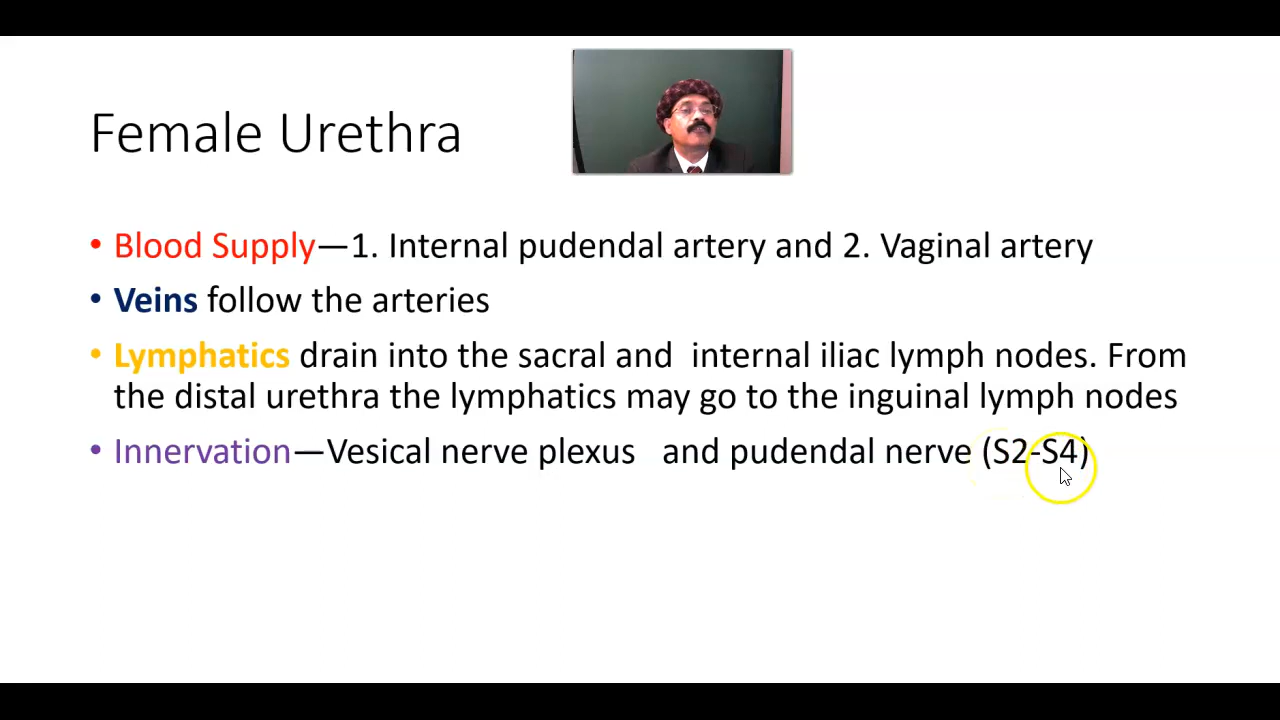 Female Urethra
• Blood Supply—1. Internal pudendal artery and 2. Vaginal artery
• Veins follow the arteries
• Lymphatics drain into the sacral and  internal iliac lymph nodes. From
the distal urethra the lymphatics may go to the inguinal lymph nodes
• Innervation—Vesical nerve plexus   and pudendal nerve (S2-S4)